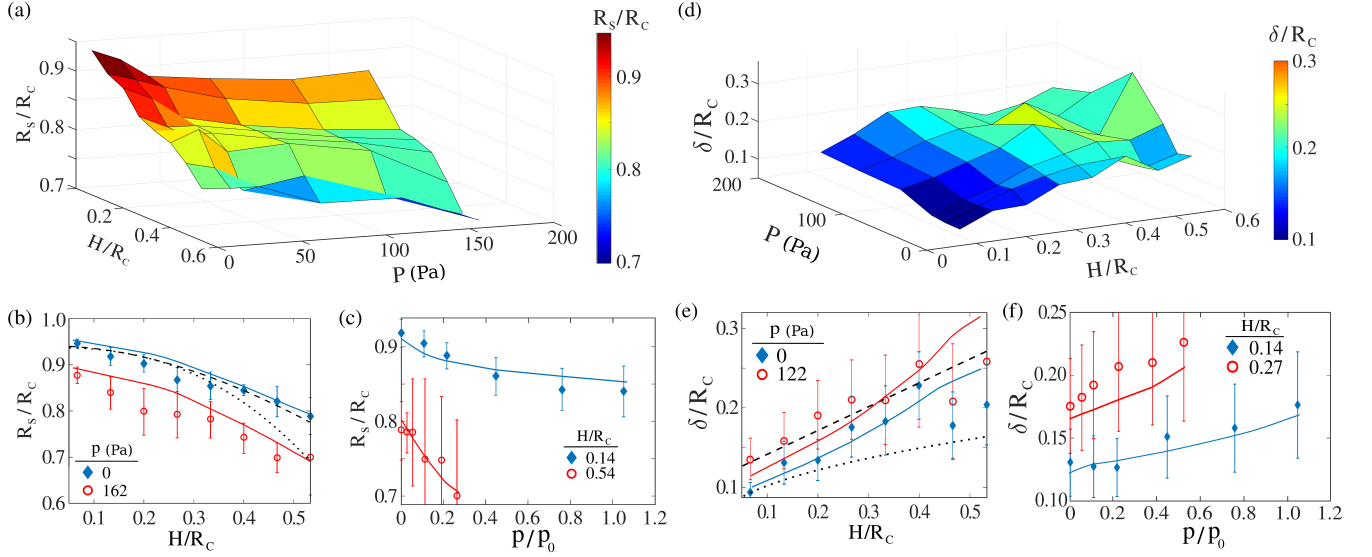 (a)
R_S/R_C
0.9
0.8
0.7
R_S/R_C
0.2
0.4
0.6
H/R_C
0
50
100
150
200
P (Pa)
R_S/R_C
0.9
0.8
0.7
(d)
δ/R_C
0.3
0.2
0.1
δ/R_C
200
100
0
P (Pa)
0
0.1
0.2
0.3
0.4
0.5
0.6
H/R_C
δ/R_C
0.3
0.2
0.1
(b)
1.0
0.9
0.8
0.7
0.6
R_S/R_C
p (Pa)
0
162
0.1 0.2 0.3 0.4 0.5
H/R_C
(c)
0.9
0.8
0.7
R_S/R_C
H/R_C
0.14
0.54
0 0.2 0.4 0.6 0.8 1.0 1.2
p/p_0
(e)
0.3
0.2
0.1
δ/R_C
p (Pa)
0
122
0.1 0.2 0.3 0.4 0.5
H/R_C
(f)
0.25
0.20
0.15
0.10
δ/R_C
H/R_C
0.14
0.27
0 0.2 0.4 0.6 0.8 1.0 1.2
p/p_0